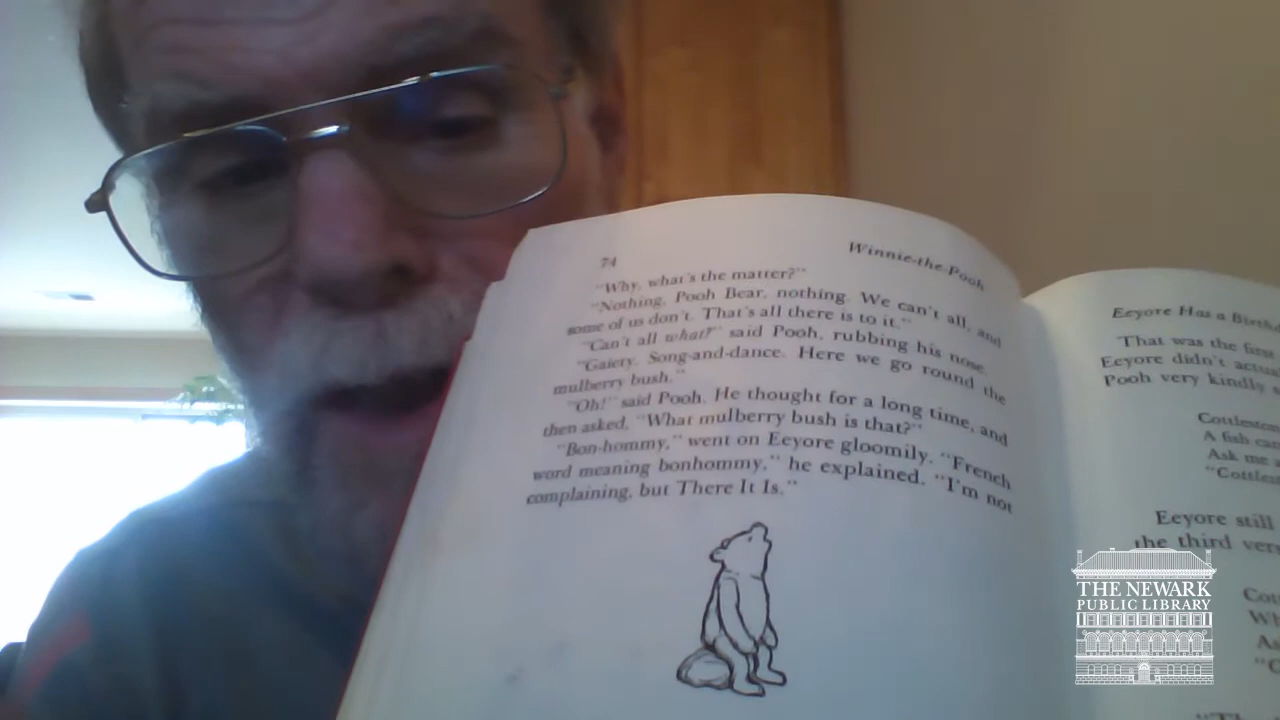 74
Winnie-the-Pooh
"Why, what's the matter?"
"Nothing, Pooh Bear, nothing. We can't all, and
some of us don't. That's all there is to it."
"Can't all what?" said Pooh, rubbing his nose.
"Gaiety. Song-and-dance. Here we go round the
mulberry bush."
"Oh!" said Pooh. He thought for a long time, and
then asked, "What mulberry bush is that?"
"Bon-hommy," went on Eeyore gloomily. "French
word meaning bonhommy," he explained. "I'm not
complaining, but There It Is."
Eeyore Has a
That was the first
Eeyore didn't
Pooh very kindly
A fish
Ask me
Eeyore still
the third
THE NEWARK
PUBLIC LIBRARY